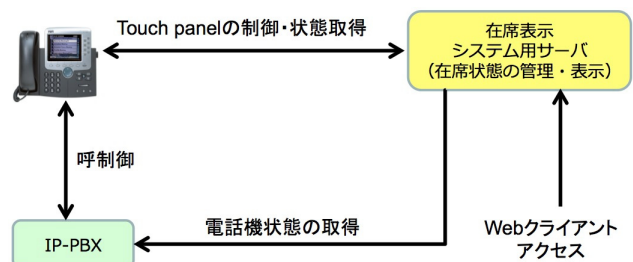 Touch panelの制御・状態取得
在席表示
システム用サーバ
（在席状態の管理・表示）
呼制御
電話機状態の取得
IP-PBX
Webクライアント
アクセス